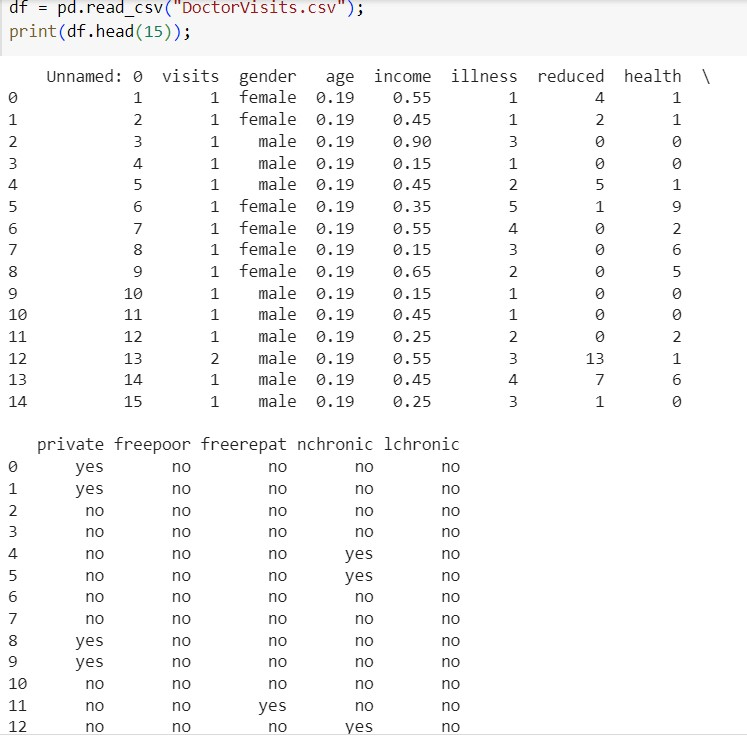 df = pd.read_csv("DoctorVisits.csv");
print(df.head(15));
Unnamed: 0 visits gender age income illness reduced health \
0 1 1 female 0.19 0.55 1 4 1
1 2 1 female 0.19 0.45 1 2 1
2 3 1 male 0.19 0.90 3 0 0
3 4 1 male 0.19 0.15 1 0 0
4 5 1 male 0.19 0.45 2 5 1
5 6 1 female 0.19 0.35 5 1 9
6 7 1 female 0.19 0.55 4 0 2
7 8 1 female 0.19 0.15 3 0 6
8 9 1 female 0.19 0.65 2 0 5
9 10 1 male 0.19 0.15 1 0 0
10 11 1 male 0.19 0.45 1 0 0
11 12 1 male 0.19 0.25 2 0 2
12 13 2 male 0.19 0.55 3 13 1
13 14 1 male 0.19 0.45 4 7 6
14 15 1 male 0.19 0.25 3 1 0
private freepoor freerepat nchronic lchronic
0 yes no no no no
1 yes no no no no
2 no no no no no
3 no no no no no
4 no no no yes no
5 no no no yes no
6 no no no no no
7 no no no no no
8 yes no no no no
9 yes no no no no
10 no no no no no
11 no no yes no no
12 no no no yes no